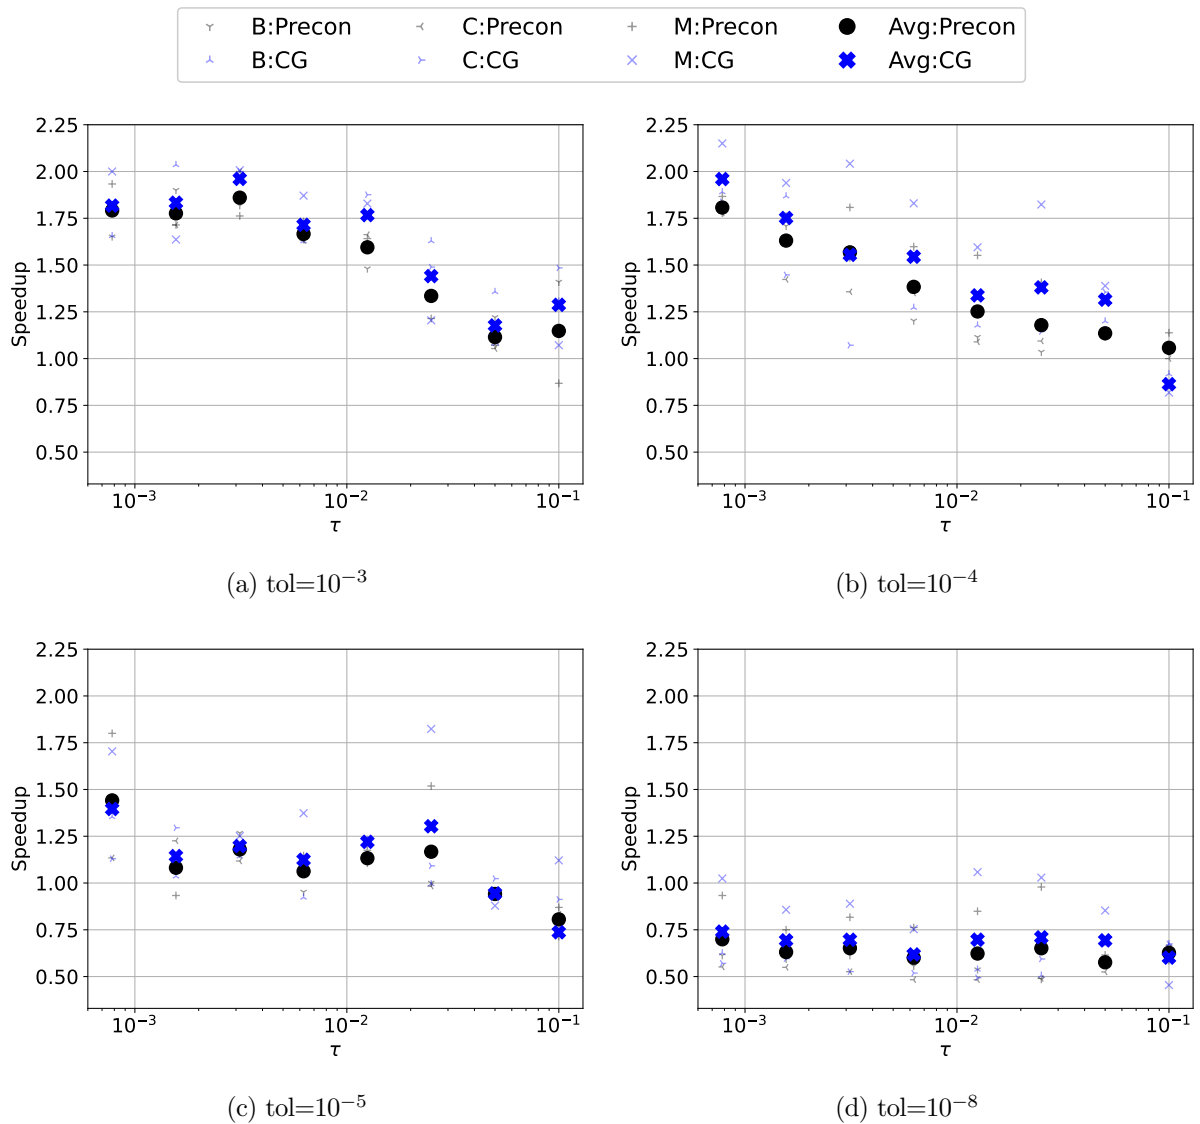 B:Precon C:Precon M:Precon Avg:Precon
B:CG C:CG M:CG Avg:CG
2.25
2.00
1.75
1.50
1.25
1.00
0.75
0.50
Speedup
10⁻³ 10⁻² 10⁻¹
τ
(a) tol=10⁻³
2.25
2.00
1.75
1.50
1.25
1.00
0.75
0.50
Speedup
10⁻³ 10⁻² 10⁻¹
τ
(b) tol=10⁻⁴
2.25
2.00
1.75
1.50
1.25
1.00
0.75
0.50
Speedup
10⁻³ 10⁻² 10⁻¹
τ
(c) tol=10⁻⁵
2.25
2.00
1.75
1.50
1.25
1.00
0.75
0.50
Speedup
10⁻³ 10⁻² 10⁻¹
τ
(d) tol=10⁻⁸